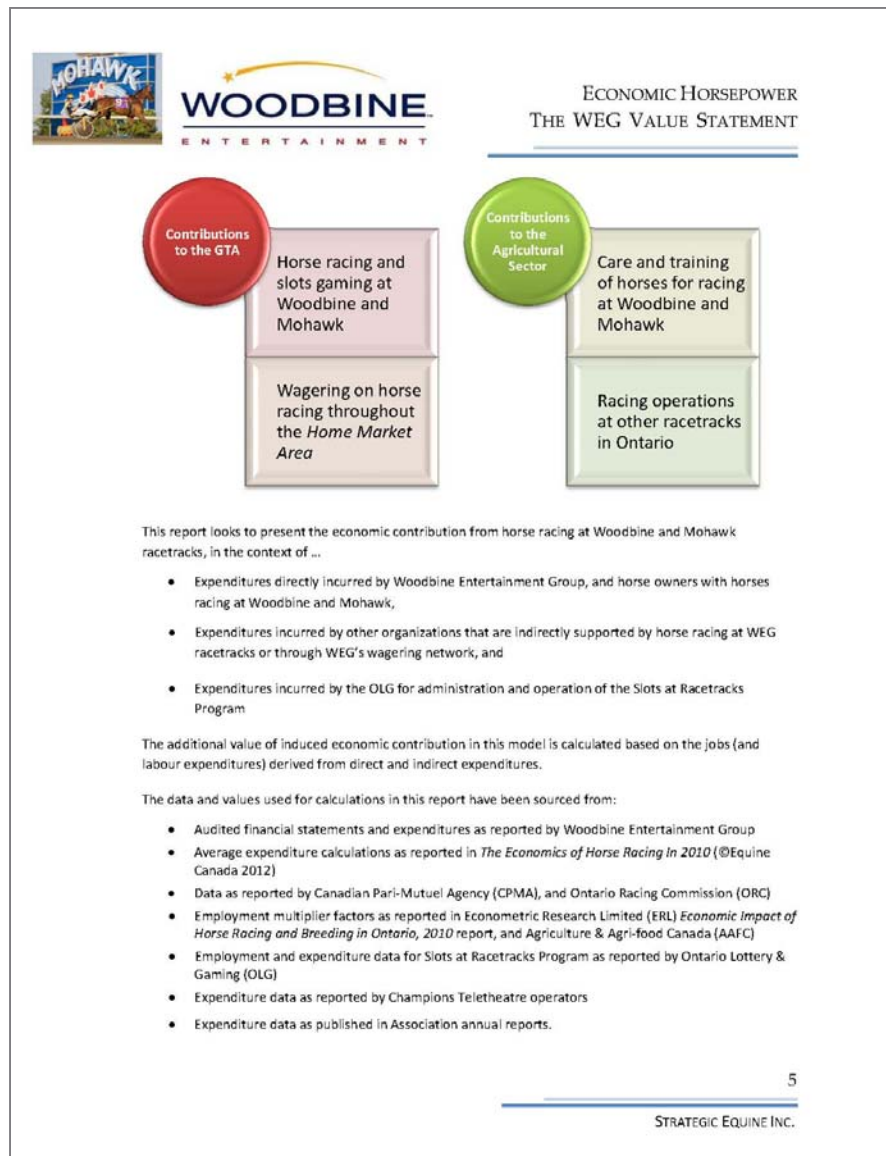 MOHAWK
9
WOODBINE
ENTERTAINMENT
ECONOMIC HORSEPOWER
THE WEG VALUE STATEMENT
Contributions
to the GTA
Horse racing and
slots gaming at
Woodbine and
Mohawk
Wagering on horse
racing throughout
the Home Market
Area
Contributions
to the
Agricultural
Sector
Care and training
of horses for racing
at Woodbine and
Mohawk
Racing operations
at other racetracks
in Ontario
This report looks to present the economic contribution from horse racing at Woodbine and Mohawk
racetracks, in the context of ...
• Expenditures directly incurred by Woodbine Entertainment Group, and horse owners with horses
racing at Woodbine and Mohawk,
• Expenditures incurred by other organizations that are indirectly supported by horse racing at WEG
racetracks or through WEG's wagering network, and
• Expenditures incurred by the OLG for administration and operation of the Slots at Racetracks
Program
The additional value of induced economic contribution in this model is calculated based on the jobs (and
labour expenditures) derived from direct and indirect expenditures.
The data and values used for calculations in this report have been sourced from:
• Audited financial statements and expenditures as reported by Woodbine Entertainment Group
• Average expenditure calculations as reported in The Economics of Horse Racing In 2010 (©Equine
Canada 2012)
• Data as reported by Canadian Pari-Mutuel Agency (CPMA), and Ontario Racing Commission (ORC)
• Employment multiplier factors as reported in Econometric Research Limited (ERL) Economic Impact of
Horse Racing and Breeding in Ontario, 2010 report, and Agriculture & Agri-food Canada (AAFC)
• Employment and expenditure data for Slots at Racetracks Program as reported by Ontario Lottery &
Gaming (OLG)
• Expenditure data as reported by Champions Teletheatre operators
• Expenditure data as published in Association annual reports.
5
STRATEGIC EQUINE INC.